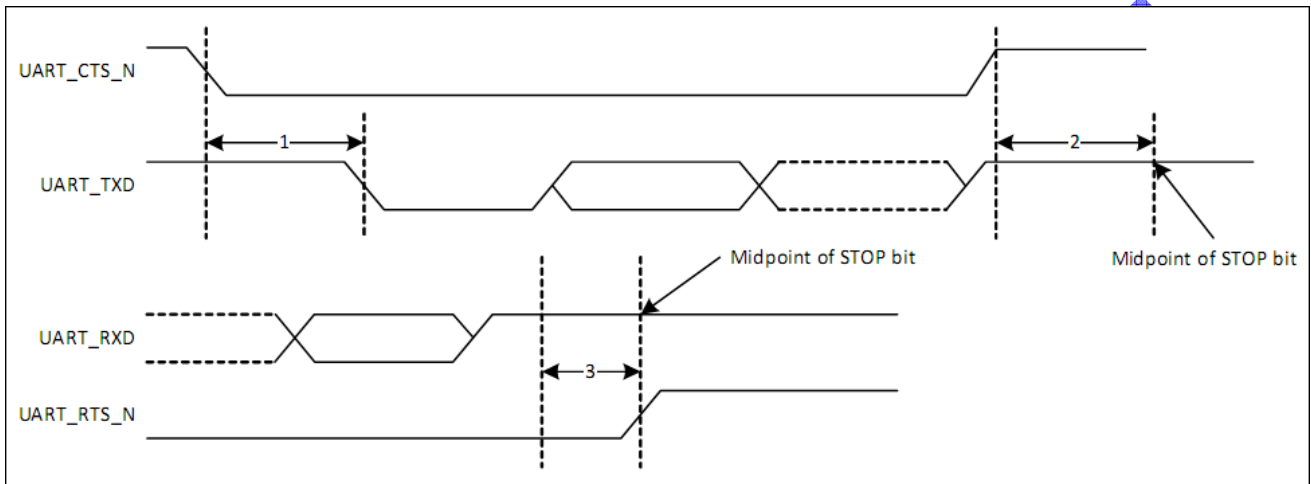 UART_CTS_N
1
2
UART_TXD
Midpoint of STOP bit
Midpoint of STOP bit
UART_RXD
3
UART_RTS_N